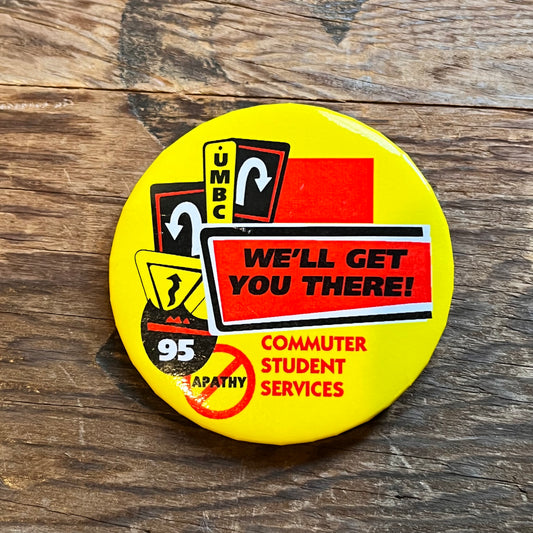 UMBC
WE'LL GET
YOU THERE!
95
APATHY
COMMUTER
STUDENT
SERVICES